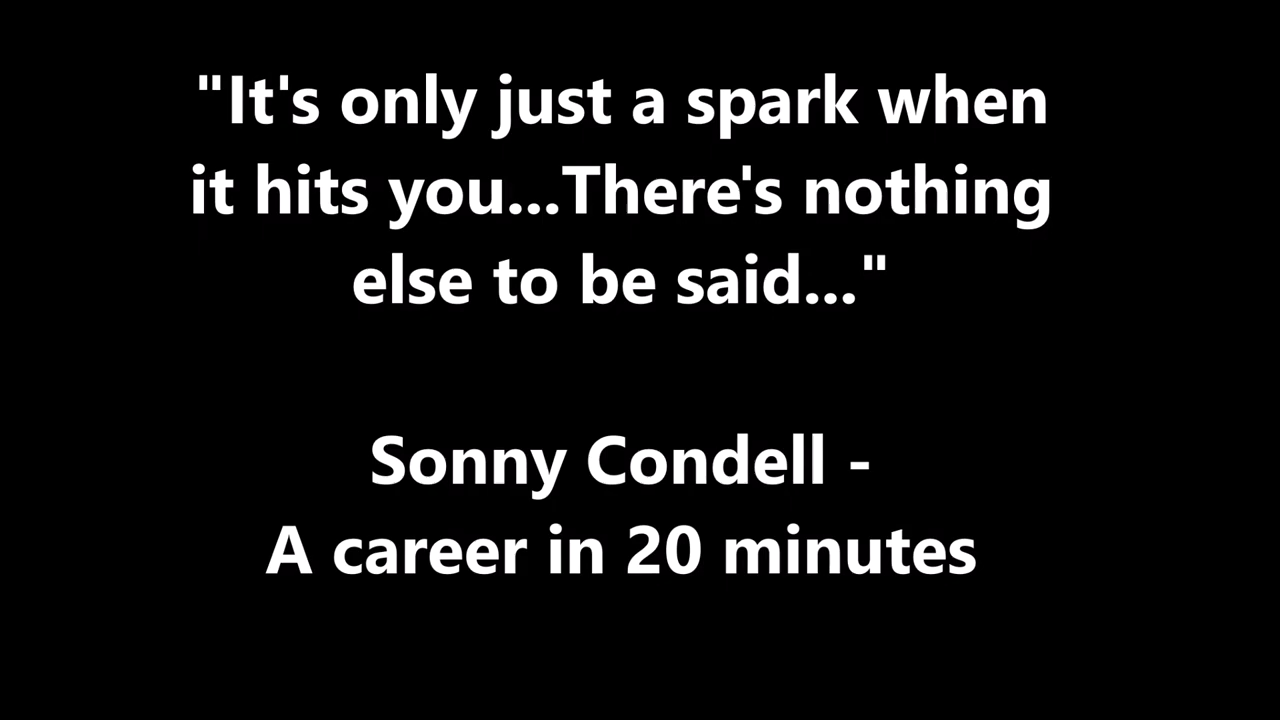 "It's only just a spark when
it hits you...There's nothing
else to be said..."
Sonny Condell -
A career in 20 minutes